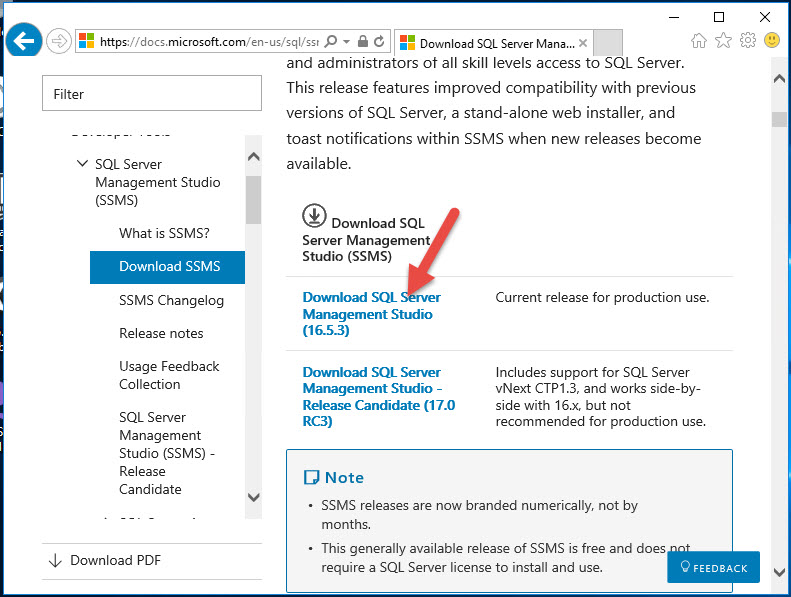 https://docs.microsoft.com/en-us/sql/ssr
Download SQL Server Mana...
Filter
SQL Server
Management Studio
(SSMS)
What is SSMS?
Download SSMS
SSMS Changelog
Release notes
Usage Feedback
Collection
SQL Server
Management
Studio (SSMS) -
Release
Candidate
Download PDF
and administrators of all skill levels access to SQL Server.
This release features improved compatibility with previous
versions of SQL Server, a stand-alone web installer, and
toast notifications within SSMS when new releases become
available.
Download SQL
Server Management
Studio (SSMS)
Download SQL Server
Management Studio
(16.5.3)
Current release for production use.
Download SQL Server
Management Studio -
Release Candidate (17.0
RC3)
Includes support for SQL Server
vNext CTP1.3, and works side-by-
side with 16.x, but not
recommended for production use.
Note
• SSMS releases are now branded numerically, not by
months.
• This generally available release of SSMS is free and does not
require a SQL Server license to install and use.
FEEDBACK